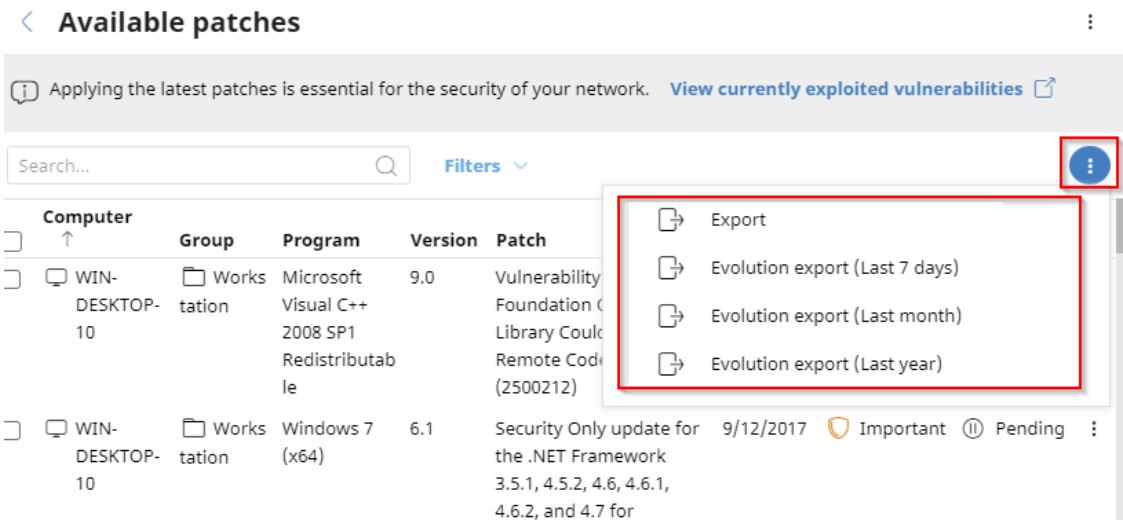 Available patches
Applying the latest patches is essential for the security of your network. View currently exploited vulnerabilities
Search...
Filters
Export
Evolution export (Last 7 days)
Evolution export (Last month)
Evolution export (Last year)
Computer
Group Program Version Patch
WIN- Works Microsoft 9.0 Vulnerability
DESKTOP- tation Visual C++ Foundation
10 2008 SP1 Library
Redistributab Remote
le (2500212)
WIN- Works Windows 7 6.1 Security Only update for 9/12/2017 Important Pending
DESKTOP- tation (x64) the .NET Framework
10 3.5.1, 4.5.2, 4.6, 4.6.1,
4.6.2, and 4.7 for